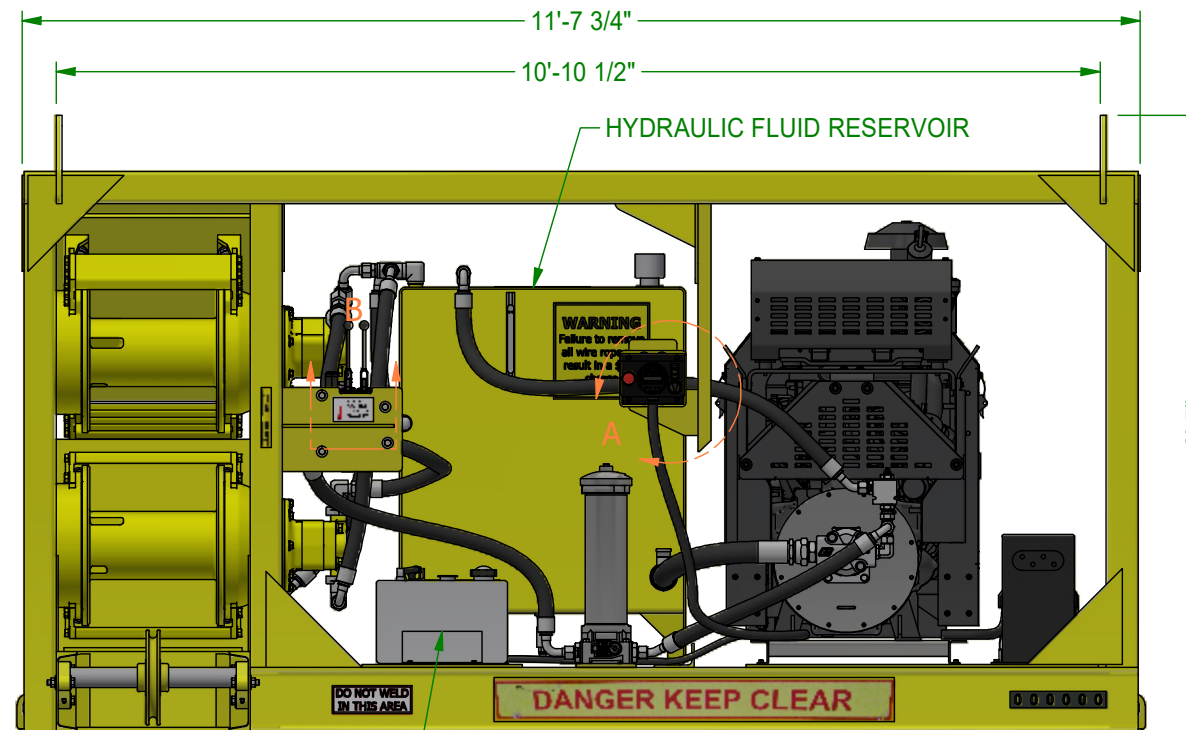 11'-7 3/4"
10'-10 1/2"
HYDRAULIC FLUID RESERVOIR
B
WARNING
Failure to remove
all wire
result in a
A
DO NOT WELD
IN THIS AREA
DANGER KEEP CLEAR